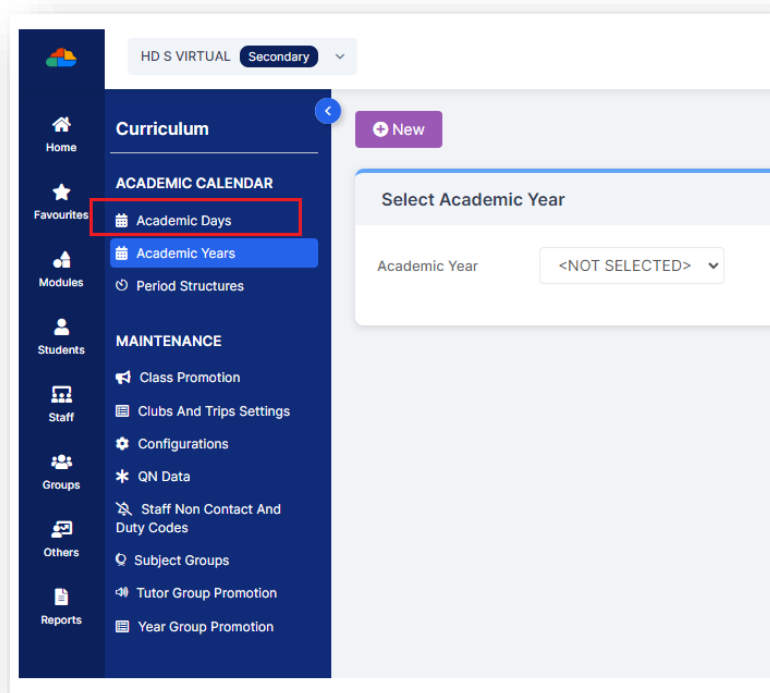 HD S VIRTUAL Secondary
Home
Favourites
Modules
Students
Staff
Groups
Others
Reports
Curriculum
ACADEMIC CALENDAR
Academic Days
Academic Years
Period Structures
MAINTENANCE
Class Promotion
Clubs And Trips Settings
Configurations
QN Data
Staff Non Contact And
Duty Codes
Subject Groups
Tutor Group Promotion
Year Group Promotion
New
Select Academic Year
Academic Year <NOT SELECTED>